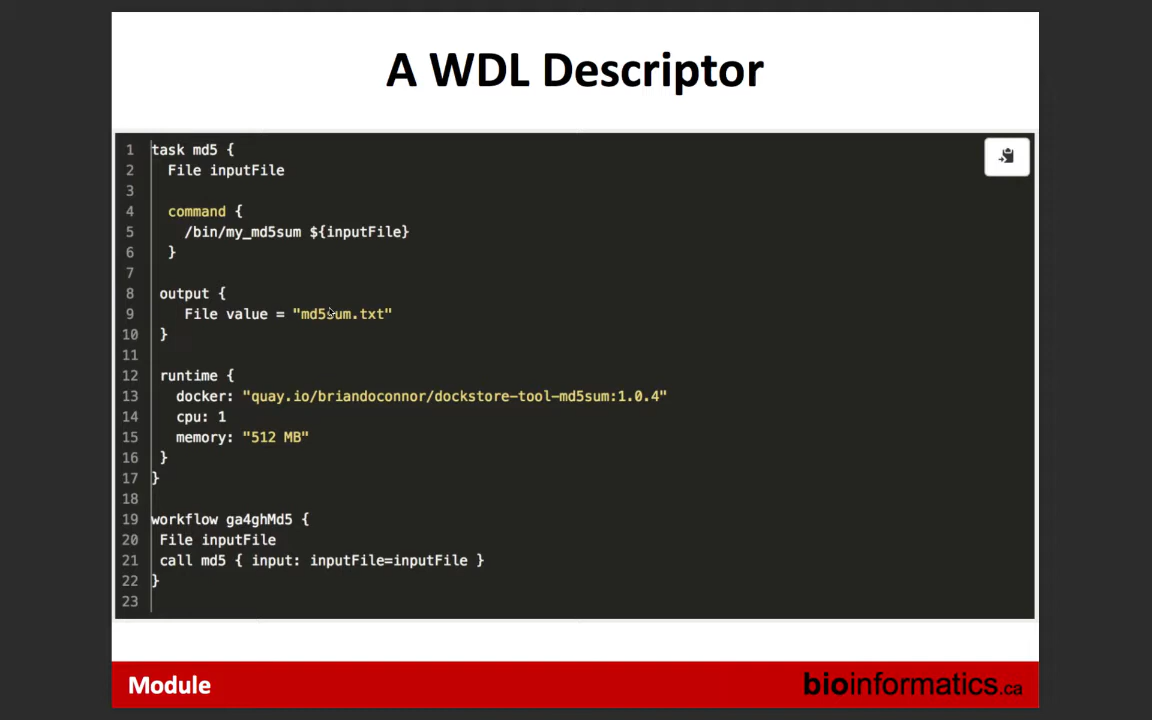 A WDL Descriptor
1 task md5 {
2   File inputFile
3
4   command {
5     /bin/my_md5sum ${inputFile}
6   }
7
8  output {
9     File value = "md5sum.txt"
10  }
11
12  runtime {
13    docker: "quay.io/briandoconnor/dockstore-tool-md5sum:1.0.4"
14    cpu: 1
15    memory: "512 MB"
16  }
17 }
18
19 workflow ga4ghMd5 {
20  File inputFile
21  call md5 { input: inputFile=inputFile }
22 }
23
Module
bioinformatics.ca